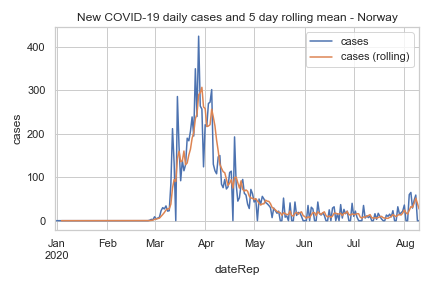 New COVID-19 daily cases and 5 day rolling mean - Norway
cases
cases (rolling)
400
300
200
100
0
cases
Jan
2020
Feb
Mar
Apr
May
Jun
Jul
Aug
dateRep